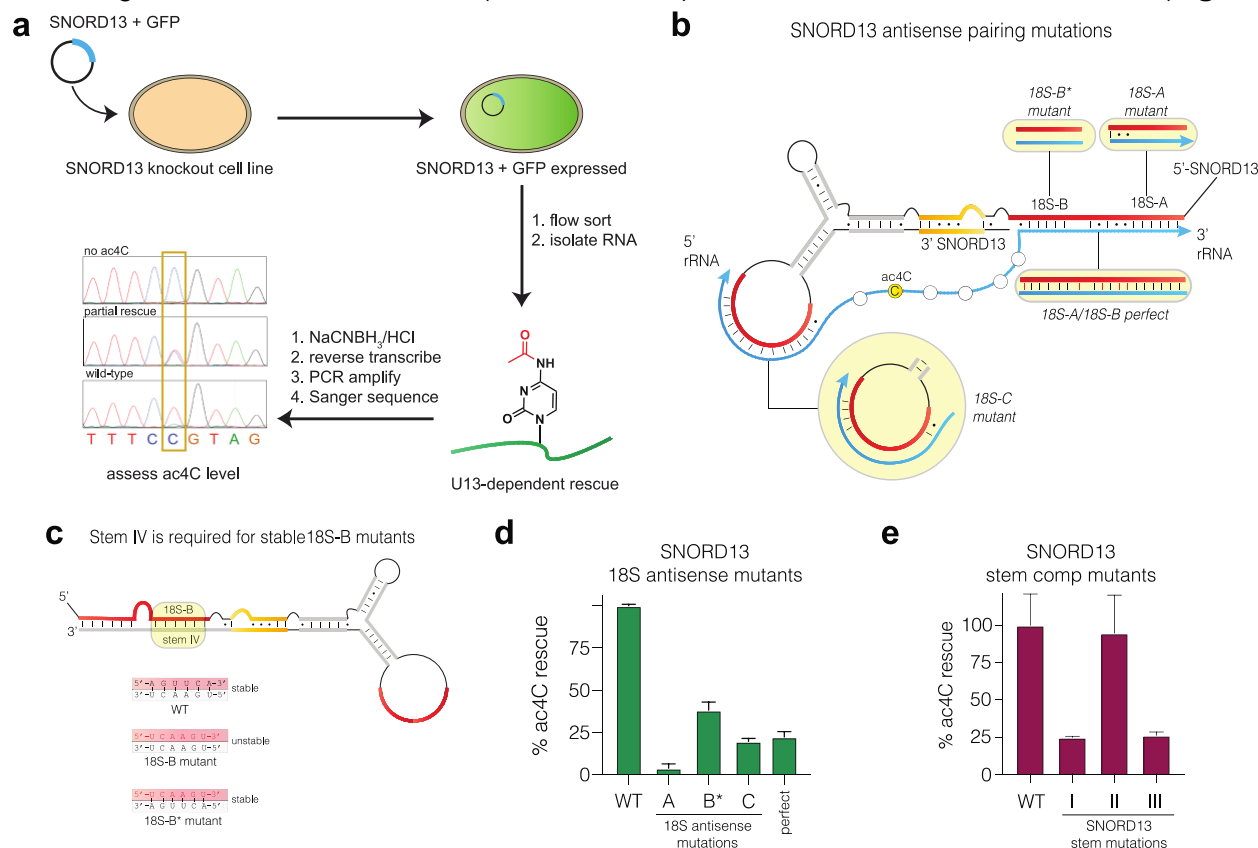 a
SNORD13 + GFP
SNORD13 knockout cell line
SNORD13 + GFP expressed
1. flow sort
2. isolate RNA
no ac4C
partial rescue
wild-type
T T T C C G T A G
assess ac4C level
1. NaCNBH3/HCl
2. reverse transcribe
3. PCR amplify
4. Sanger sequence
O
NH
N
O
N
U13-dependent rescue
b
SNORD13 antisense pairing mutations
18S-B*
mutant
18S-A
mutant
5'-SNORD13
18S-B
18S-A
3' SNORD13
3'
rRNA
5'
rRNA
ac4C
C
18S-A/18S-B perfect
18S-C
mutant
c
Stem IV is required for stable18S-B mutants
5'
3'
18S-B
stem IV
5'-A G U U C A-3'
3'-U C A A G U-5'
stable
WT
5'-U C A A G U-3'
3'-U C A A G U-5'
unstable
18S-B mutant
5'-U C A A G U-3'
3'-A G U U C A-5'
stable
18S-B* mutant
d
SNORD13
18S antisense mutants
% ac4C rescue
100
75
50
25
0
WT
A
B*
C
perfect
18S antisense
mutations
e
SNORD13
stem comp mutants
% ac4C rescue
100
75
50
25
0
WT
I
II
III
SNORD13
stem mutations